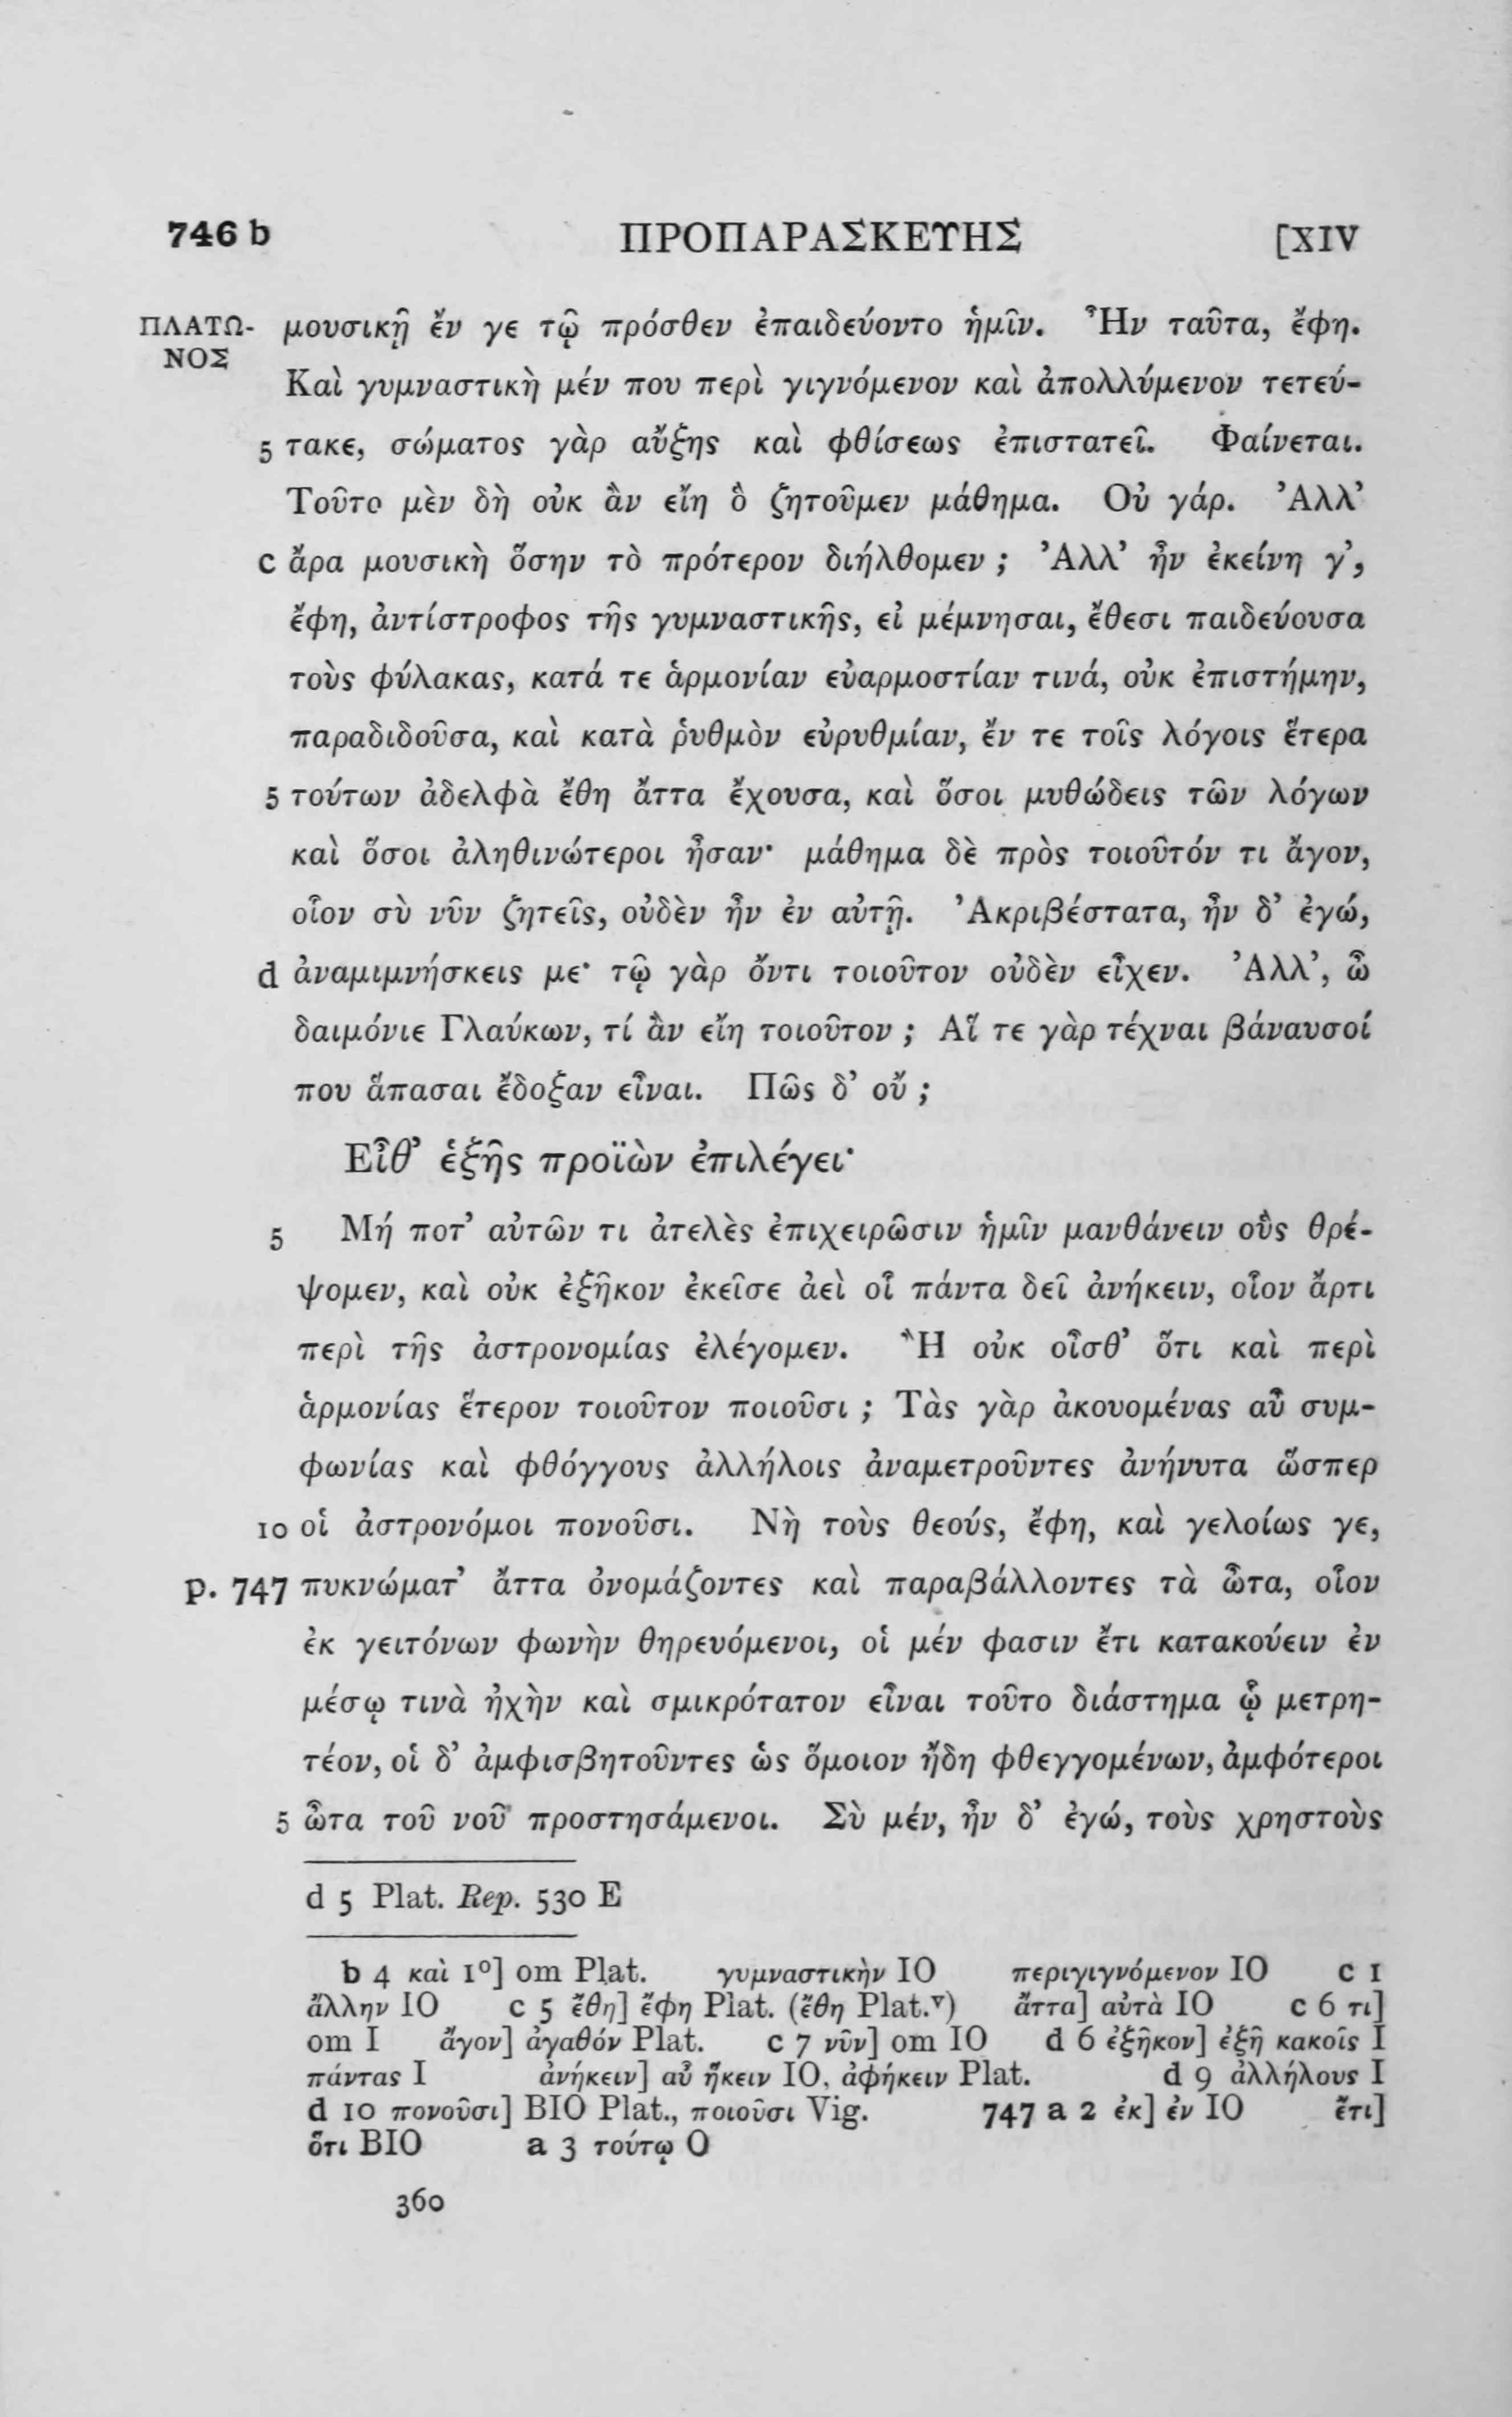 746 b ΠΡΟΠΑΡΑΣΚΕΥΗΣ [XIV
ΠΛΑΤΩ- μουσικῇ ἔν γε τῷ πρόσθεν ἐπαιδεύοντο ἡμῖν. Ἦν ταῦτα, ἔφη.
ΝΟΣ
Καὶ γυμναστικὴ μέν που περὶ γιγνόμενον καὶ ἀπολλύμενον τετεύ-
5 τακε, σώματος γὰρ αὔξης καὶ φθίσεως ἐπιστατεῖ. Φαίνεται.
Τοῦτο μὲν δὴ οὐκ ἂν εἴη ὃ ζητοῦμεν μάθημα. Οὐ γάρ. Ἀλλ’
c ἄρα μουσικὴ ὅσην τὸ πρότερον διήλθομεν ; Ἀλλ’ ἦν ἐκείνη γ’,
ἔφη, ἀντίστροφος τῆς γυμναστικῆς, εἰ μέμνησαι, ἔθεσι παιδεύουσα
τοὺς φύλακας, κατά τε ἁρμονίαν εὐαρμοστίαν τινά, οὐκ ἐπιστήμην,
παραδιδοῦσα, καὶ κατὰ ῥυθμὸν εὐρυθμίαν, ἔν τε τοῖς λόγοις ἕτερα
5 τούτων ἀδελφὰ ἔθη ἄττα ἔχουσα, καὶ ὅσοι μυθώδεις τῶν λόγων
καὶ ὅσοι ἀληθινώτεροι ἦσαν· μάθημα δὲ πρὸς τοιοῦτόν τι ἄγον,
οἷον σὺ νῦν ζητεῖς, οὐδὲν ἦν ἐν αὐτῇ. Ἀκριβέστατα, ἦν δ’ ἐγώ,
d ἀναμιμνήσκεις με· τῷ γὰρ ὄντι τοιοῦτον οὐδὲν εἶχεν. Ἀλλ’, ὦ
δαιμόνιε Γλαύκων, τί ἂν εἴη τοιοῦτον ; Αἵ τε γὰρ τέχναι βάναυσοί
που ἅπασαι ἔδοξαν εἶναι. Πῶς δ’ οὔ ;
Εἶθ’ ἑξῆς προϊὼν ἐπιλέγει·
5 Μή ποτ’ αὐτῶν τι ἀτελὲς ἐπιχειρῶσιν ἡμῖν μανθάνειν οὓς θρέ-
ψομεν, καὶ οὐκ ἐξῆκον ἐκεῖσε ἀεὶ οἷ πάντα δεῖ ἀνήκειν, οἷον ἄρτι
περὶ τῆς ἀστρονομίας ἐλέγομεν. Ἢ οὐκ οἶσθ’ ὅτι καὶ περὶ
ἁρμονίας ἕτερον τοιοῦτον ποιοῦσι ; Τὰς γὰρ ἀκουομένας αὖ συμ-
φωνίας καὶ φθόγγους ἀλλήλοις ἀναμετροῦντες ἀνήνυτα ὥσπερ
10 οἱ ἀστρονόμοι πονοῦσι. Νὴ τοὺς θεούς, ἔφη, καὶ γελοίως γε,
p. 747 πυκνώματ’ ἄττα ὀνομάζοντες καὶ παραβάλλοντες τὰ ὦτα, οἷον
ἐκ γειτόνων φωνὴν θηρευόμενοι, οἱ μέν φασιν ἔτι κατακούειν ἐν
μέσῳ τινὰ ἠχὴν καὶ σμικρότατον εἶναι τοῦτο διάστημα ᾧ μετρη-
τέον, οἱ δ’ ἀμφισβητοῦντες ὡς ὅμοιον ἤδη φθεγγομένων, ἀμφότεροι
5 ὦτα τοῦ νοῦ προστησάμενοι. Σὺ μέν, ἦν δ’ ἐγώ, τοὺς χρηστοὺς
d 5 Plat. Rep. 530 E
b 4 καὶ 1º] om Plat. γυμναστικὴν IO περιγιγνόμενον IO c 1
ἄλλην IO c 5 ἔθη] ἔφη Plat. (ἔθη Plat.ᵛ) ἄττα] αὐτὰ IO c 6 τι]
om I ἄγον] ἀγαθόν Plat. c 7 νῦν] om IO d 6 ἐξῆκον] ἐξῆ κακοῖς I
πάντας I ἀνήκειν] αὖ ἥκειν IO, ἀφήκειν Plat. d 9 ἀλλήλους I
d 10 πονοῦσι] BIO Plat., ποιοῦσι Vig. 747 a 2 ἐκ] ἐν IO ἔτι]
ὅτι BIO a 3 τούτῳ O
360